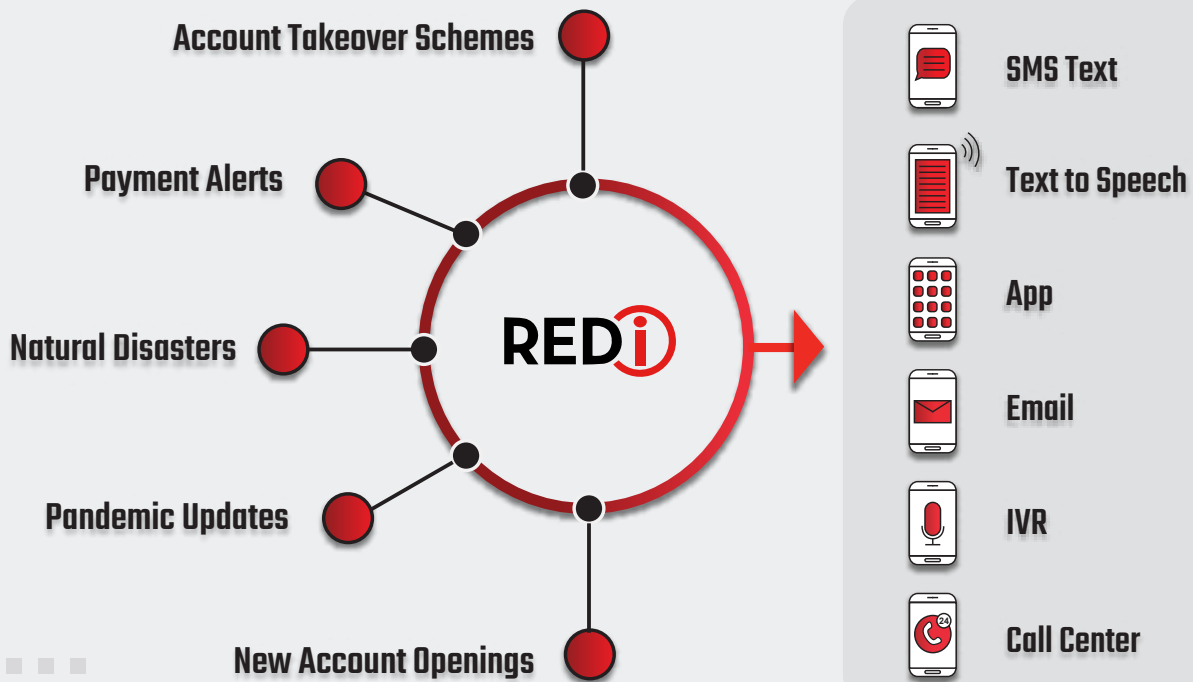 Account Takeover Schemes
Payment Alerts
Natural Disasters
Pandemic Updates
New Account Openings
REDi
SMS Text
Text to Speech
App
Email
IVR
24
Call Center